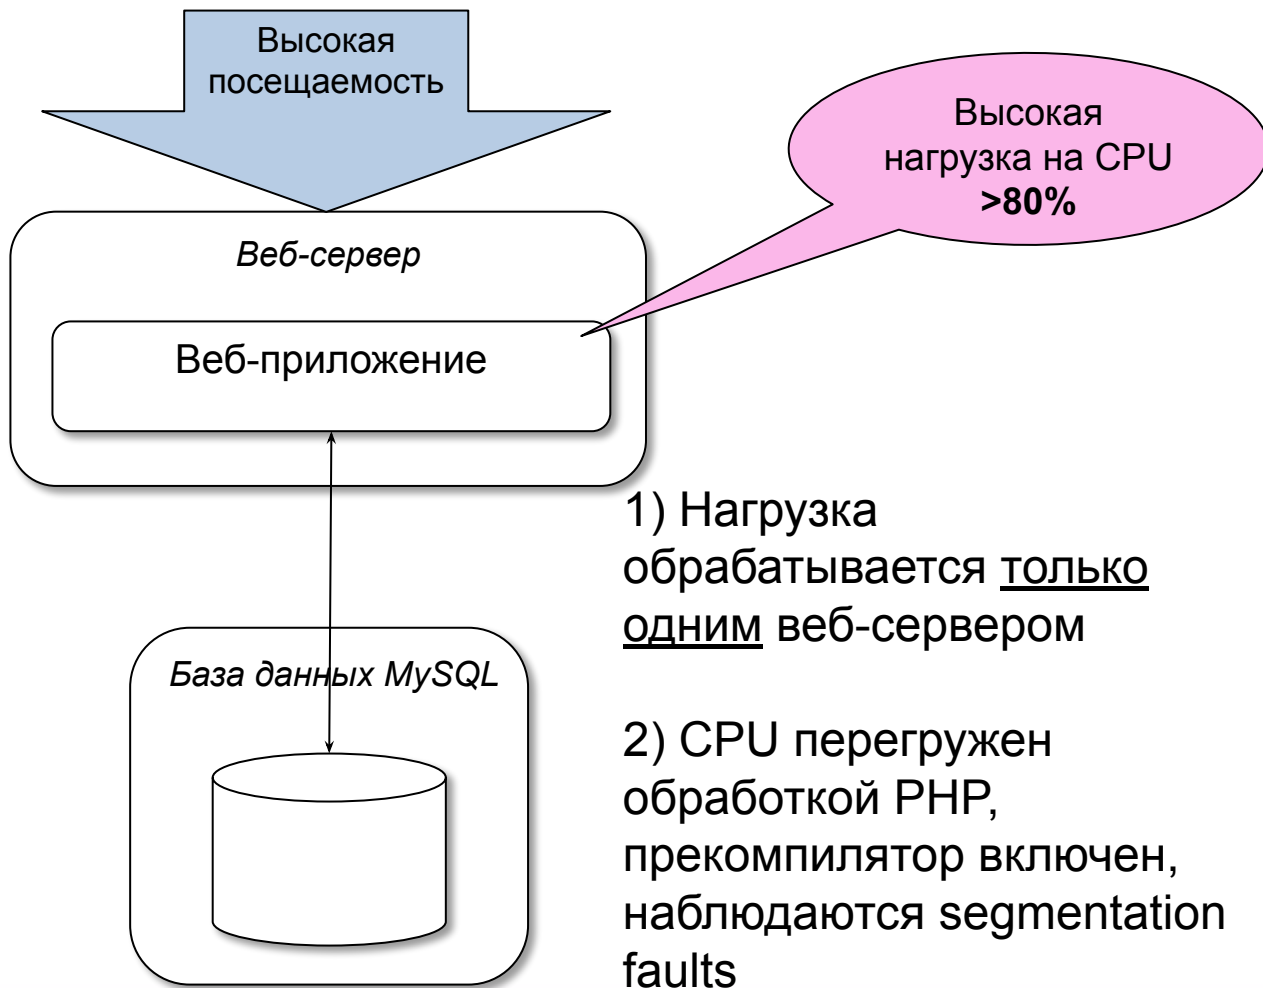 Высокая
посещаемость
Высокая
нагрузка на CPU
>80%
Веб-сервер
Веб-приложение
1) Нагрузка
обрабатывается только
одним веб-сервером
База данных MySQL
2) CPU перегружен
обработкой PHP,
прекомпилятор включен,
наблюдаются segmentation
faults